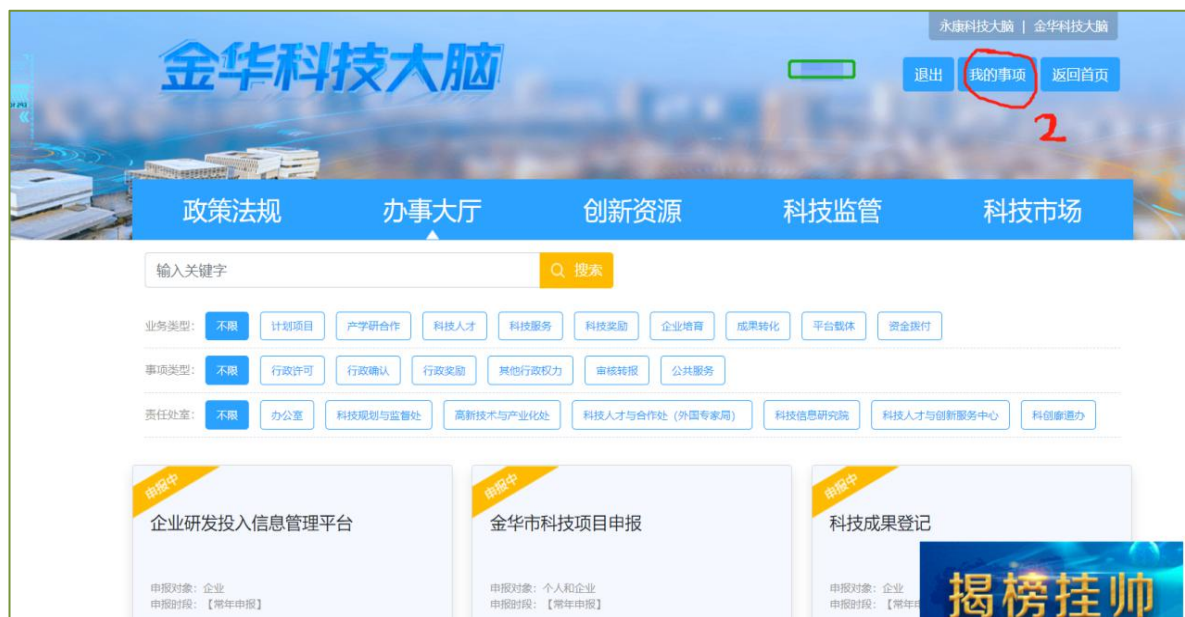 永康科技大脑 | 金华科技大脑
金华科技大脑
退出 我的事项 返回首页
2
政策法规 办事大厅 创新资源 科技监管 科技市场
输入关键字 搜索
业务类型: 不限 计划项目 产学研合作 科技人才 科技服务 科技奖励 企业培育 成果转化 平台载体 资金拨付
事项类型: 不限 行政许可 行政确认 行政奖励 其他行政权力 审核转报 公共服务
责任处室: 不限 办公室 科技规划与监督处 高新技术与产业化处 科技人才与合作处（外国专家局） 科技信息研究院 科技人才与创新服务中心 科创廊道办
申报中 申报中 申报中
企业研发投入信息管理平台 金华市科技项目申报 科技成果登记
揭榜挂帅
申报对象: 企业 申报对象: 个人和企业 申报对象: 企业
申报时段: 【常年申报】 申报时段: 【常年申报】 申报时段: 【常年